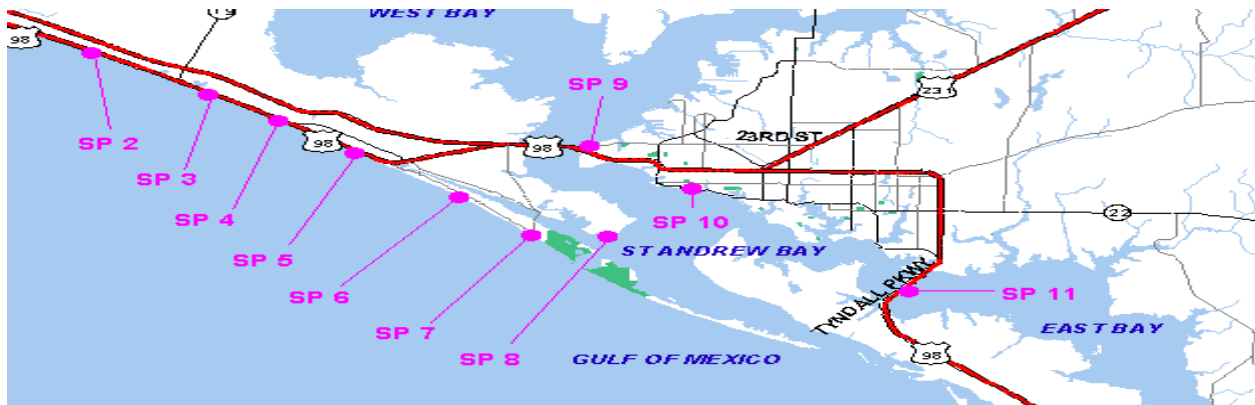 19
WEST BAY
98
SP 9
231
SP 2
23RD ST
98
98
SP 3
SP 4
SP 10
22
SP 5
ST ANDREW BAY
SP 6
TYNDALL PKWY
SP 11
SP 7
EAST BAY
SP 8
GULF OF MEXICO
98